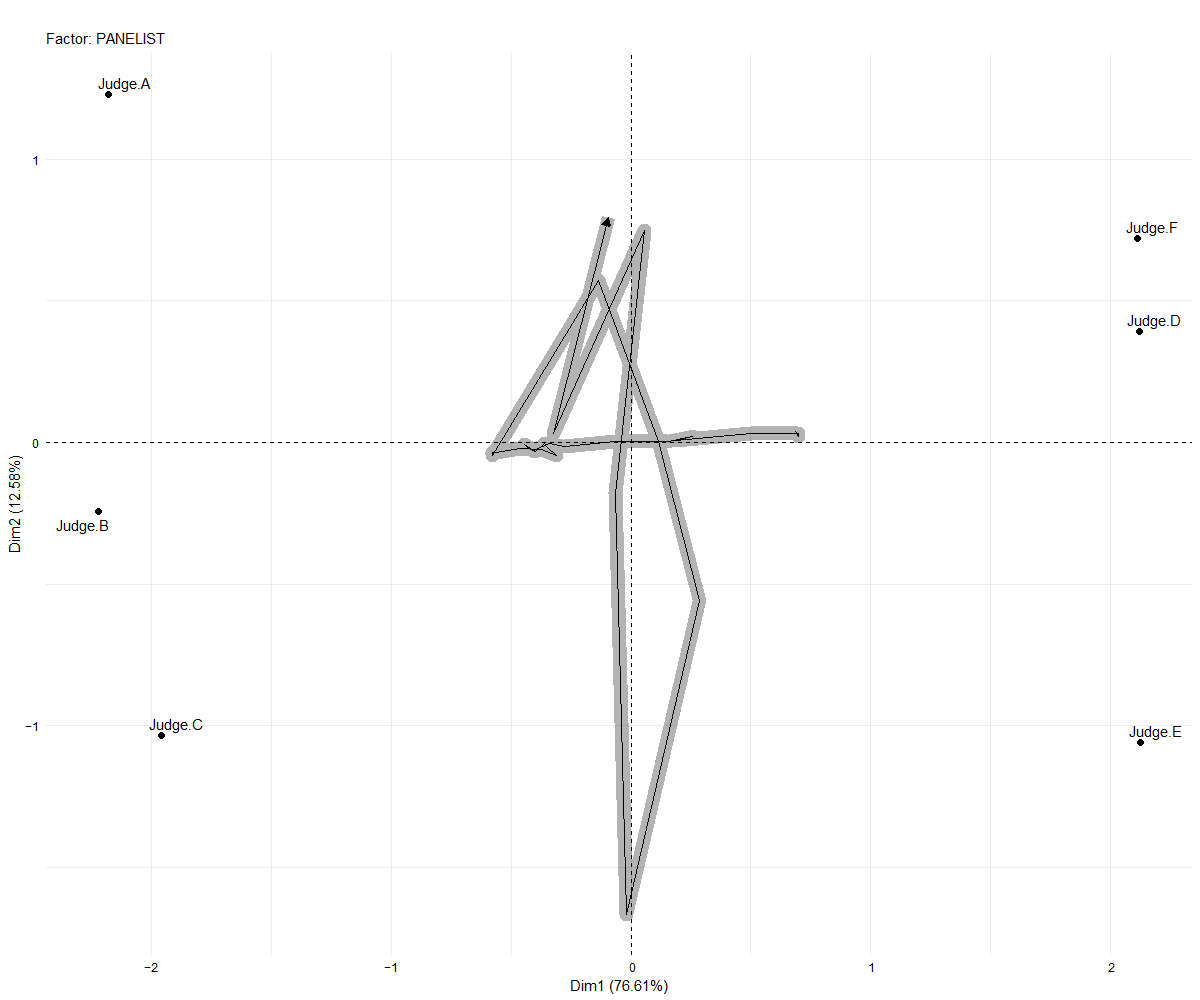 Factor: PANELIST
Judge.A
1
Judge.F
Judge.D
0
Judge.B
Dim2 (12.58%)
Judge.C
−1
Judge.E
−2
−1
0
1
2
Dim1 (76.61%)